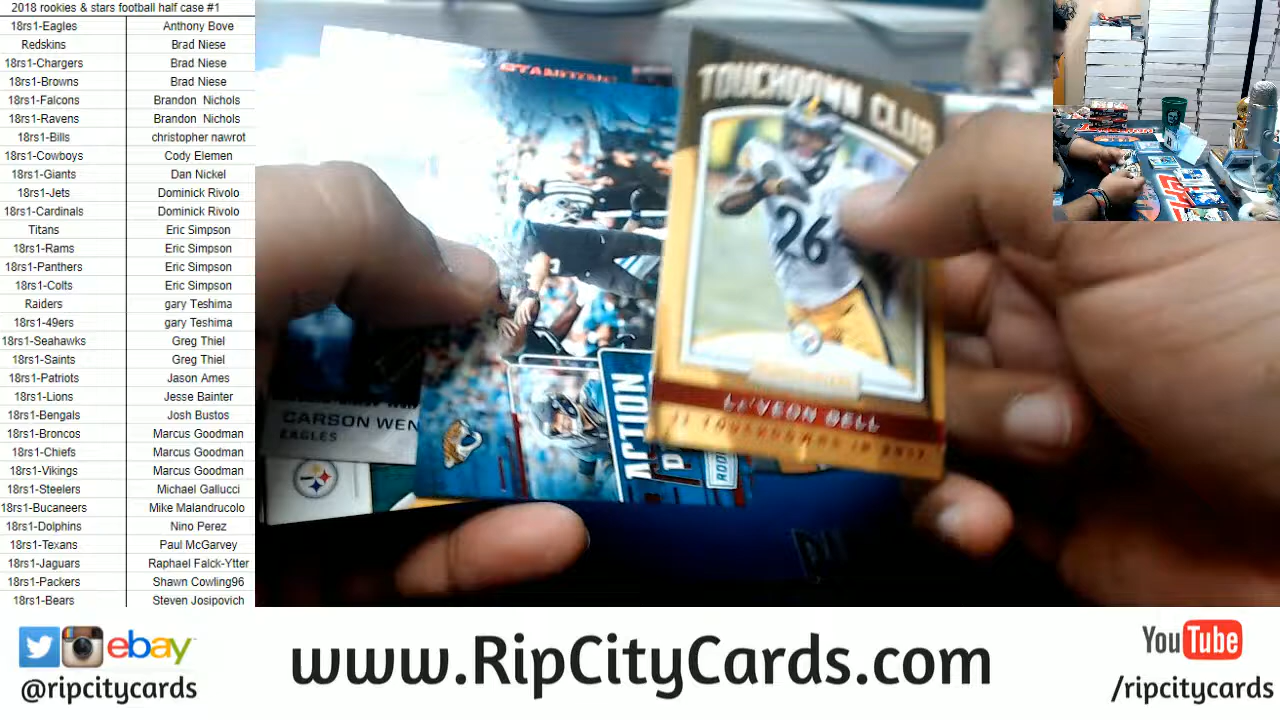 2018 rookies & stars football half case #1
18rs1-Eagles Anthony Bove
Redskins Brad Niese
18rs1-Chargers Brad Niese
18rs1-Browns Brad Niese
18rs1-Falcons Brandon Nichols
18rs1-Ravens Brandon Nichols
18rs1-Bills christopher nawrot
18rs1-Cowboys Cody Elemen
18rs1-Giants Dan Nickel
18rs1-Jets Dominick Rivolo
18rs1-Cardinals Dominick Rivolo
Titans Eric Simpson
18rs1-Rams Eric Simpson
18rs1-Panthers Eric Simpson
18rs1-Colts Eric Simpson
Raiders gary Teshima
18rs1-49ers gary Teshima
18rs1-Seahawks Greg Thiel
18rs1-Saints Greg Thiel
18rs1-Patriots Jason Ames
18rs1-Lions Jesse Bainter
18rs1-Bengals Josh Bustos
18rs1-Broncos Marcus Goodman
18rs1-Chiefs Marcus Goodman
18rs1-Vikings Marcus Goodman
18rs1-Steelers Michael Gallucci
18rs1-Bucaneers Mike Malandrucolo
18rs1-Dolphins Nino Perez
18rs1-Texans Paul McGarvey
18rs1-Jaguars Raphael Falck-Ytter
18rs1-Packers Shawn Cowling96
18rs1-Bears Steven Josipovich
TOUCHDOWN CLUB
26
LE'VEON BELL
11 TOUCHDOWNS IN 2017
STANDING
ACTION
CARSON WEN
EAGLES
ebay
@ripcitycards
www.RipCityCards.com
YouTube
/ripcitycards